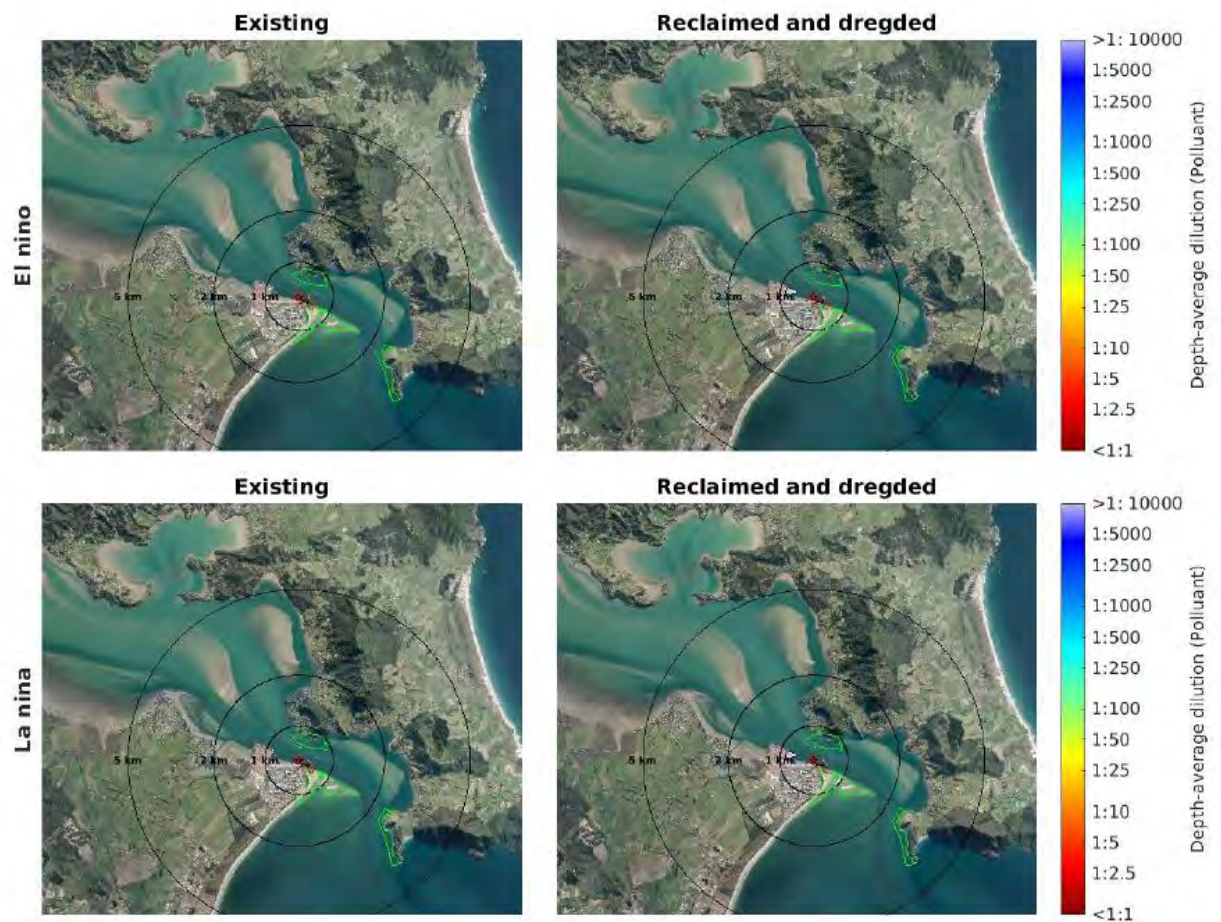 Existing
Reclaimed and dregded
El nino
5 km
2 km
1 km
5 km
2 km
1 km
>1: 10000
1:5000
1:2500
1:1000
1:500
1:250
1:100
1:50
1:25
1:10
1:5
1:2.5
<1:1
Depth-average dilution (Polluant)
Existing
Reclaimed and dregded
La nina
5 km
2 km
1 km
5 km
2 km
1 km
>1: 10000
1:5000
1:2500
1:1000
1:500
1:250
1:100
1:50
1:25
1:10
1:5
1:2.5
<1:1
Depth-average dilution (Polluant)